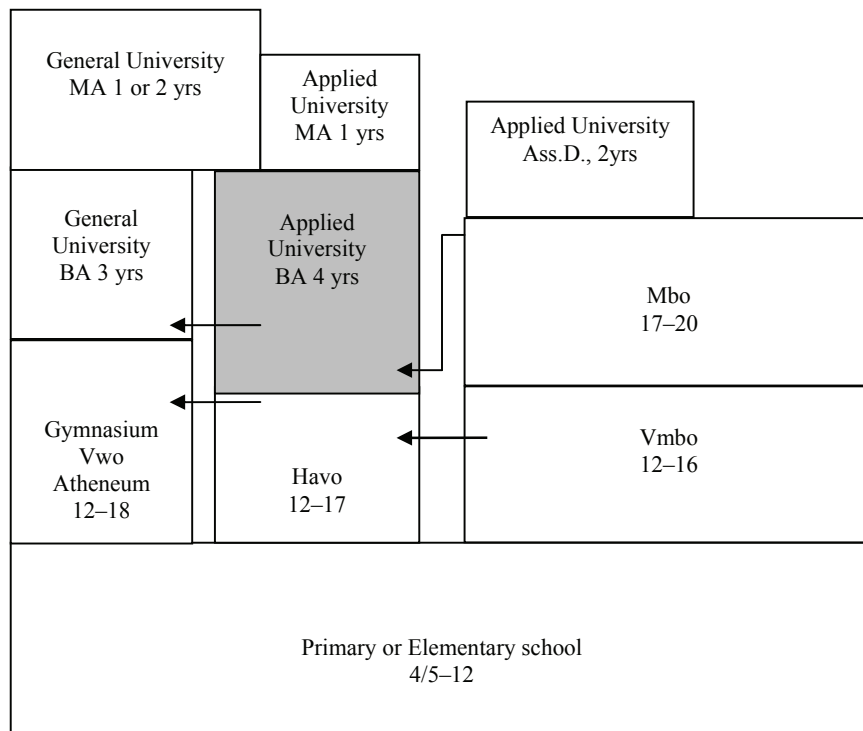 General University
MA 1 or 2 yrs
Applied
University
MA 1 yrs
Applied University
Ass.D., 2yrs
General
University
BA 3 yrs
Applied
University
BA 4 yrs
Mbo
17–20
Gymnasium
Vwo
Atheneum
12–18
Havo
12–17
Vmbo
12–16
Primary or Elementary school
4/5–12